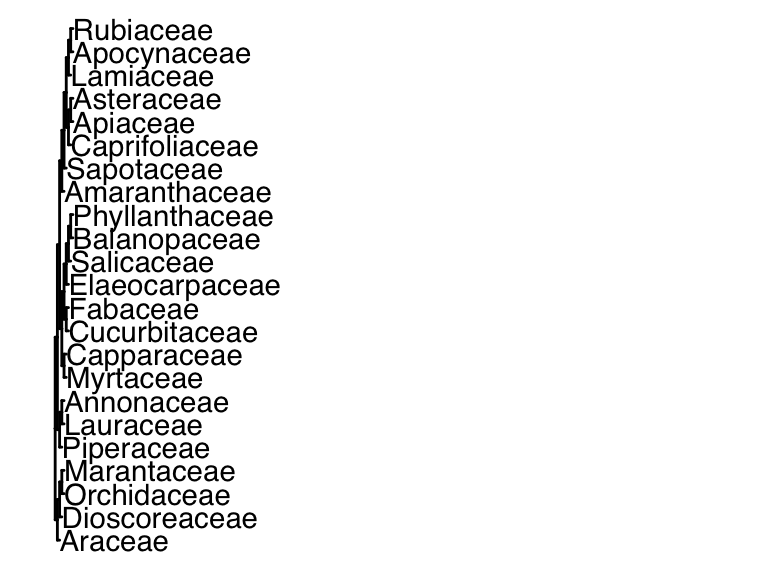 Rubiaceae
Apocynaceae
Lamiaceae
Asteraceae
Apiaceae
Caprifoliaceae
Sapotaceae
Amaranthaceae
Phyllanthaceae
Balanopaceae
Salicaceae
Elaeocarpaceae
Fabaceae
Cucurbitaceae
Capparaceae
Myrtaceae
Annonaceae
Lauraceae
Piperaceae
Marantaceae
Orchidaceae
Dioscoreaceae
Araceae